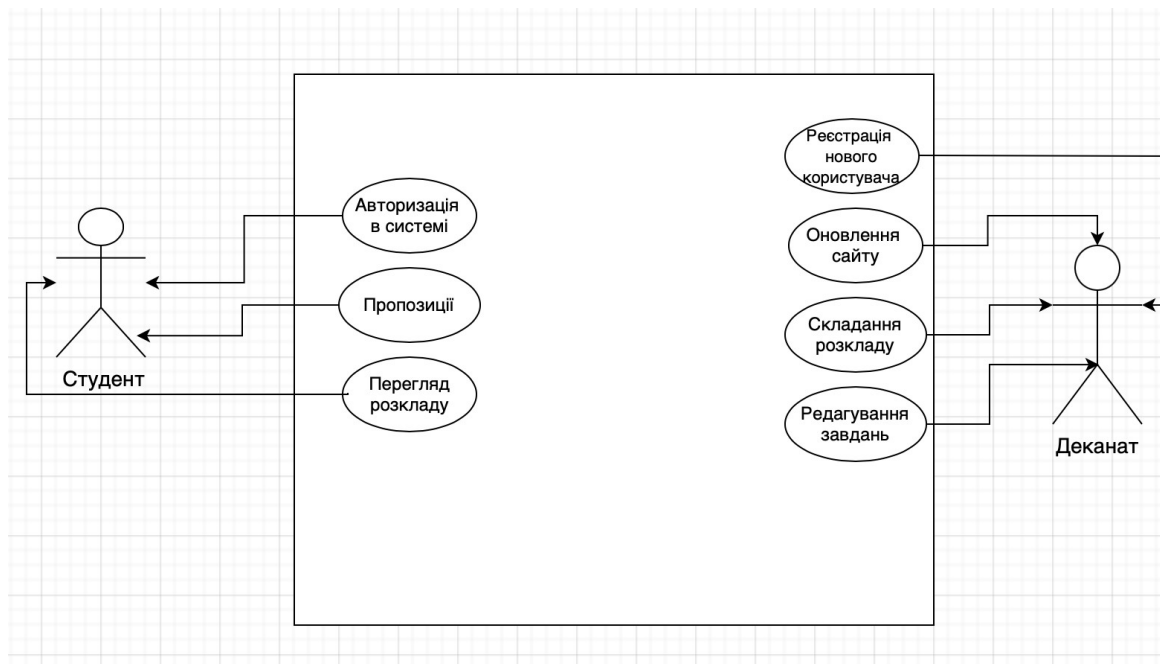 Реєстрація
нового
користувача
Авторизація
в системі
Оновлення
сайту
Пропозиції
Складання
розкладу
Студент
Перегляд
розкладу
Редагування
завдань
Деканат